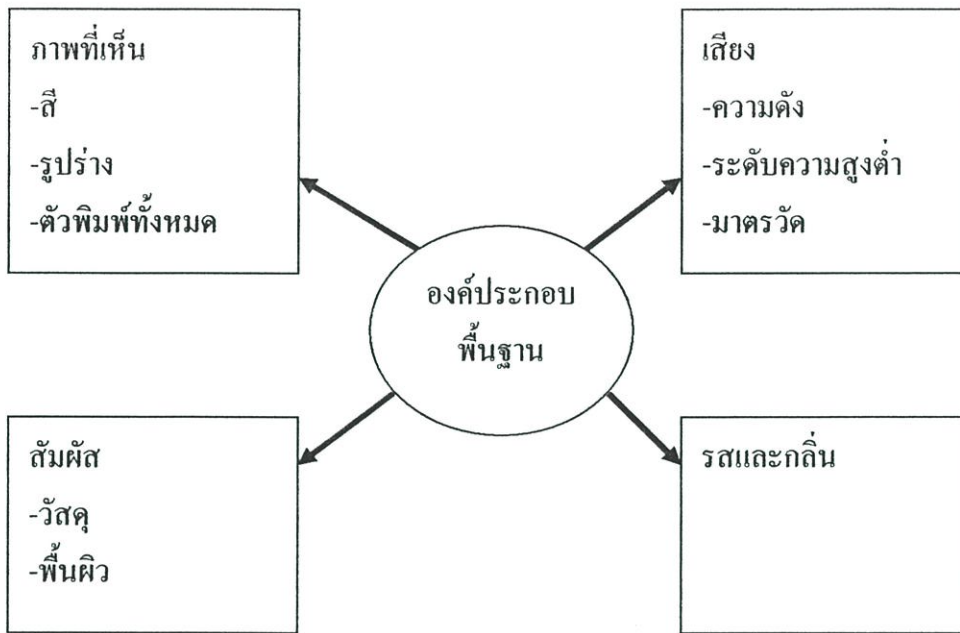 ภาพที่เห็น
-สี
-รูปร่าง
-ตัวพิมพ์ทั้งหมด
เสียง
-ความดัง
-ระดับความสูงต่ำ
-มาตรวัด
องค์ประกอบ
พื้นฐาน
สัมผัส
-วัสดุ
-พื้นผิว
รสและกลิ่น